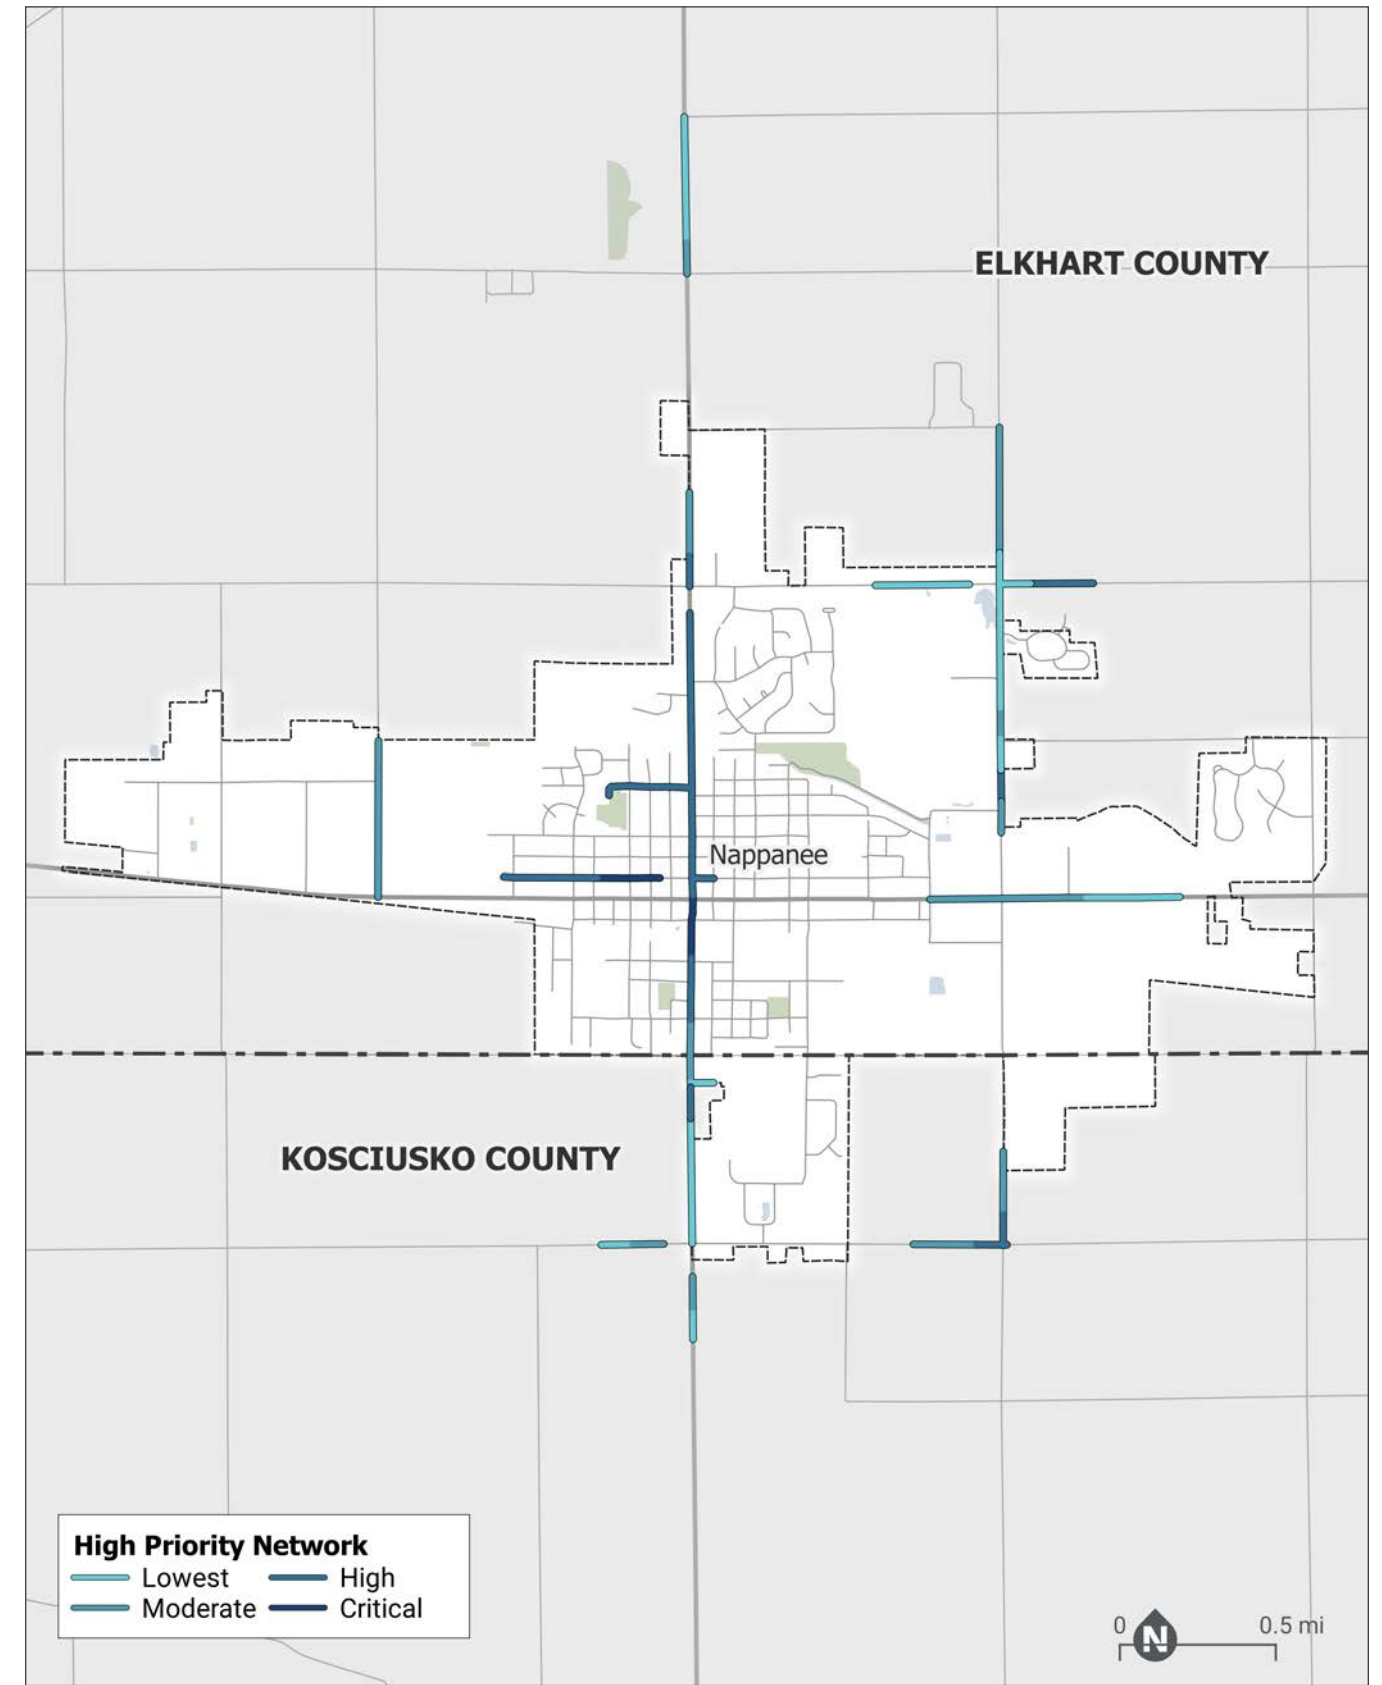 ELKHART COUNTY
Nappanee
KOSCIUSKO COUNTY
High Priority Network
Lowest
High
Moderate
Critical
0
N
0.5 mi